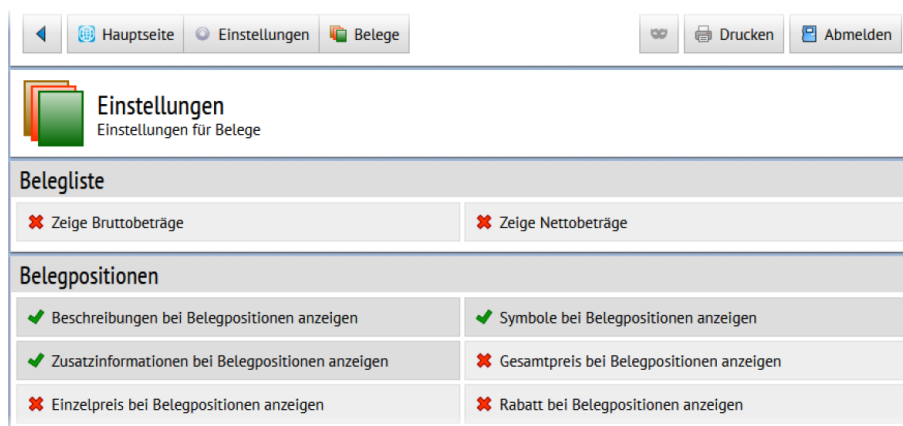 Hauptseite Einstellungen Belege Drucken Abmelden
Einstellungen
Einstellungen für Belege
Belegliste
Zeige Bruttobeträge Zeige Nettobeträge
Belegpositionen
Beschreibungen bei Belegpositionen anzeigen Symbole bei Belegpositionen anzeigen
Zusatzinformationen bei Belegpositionen anzeigen Gesamtpreis bei Belegpositionen anzeigen
Einzelpreis bei Belegpositionen anzeigen Rabatt bei Belegpositionen anzeigen